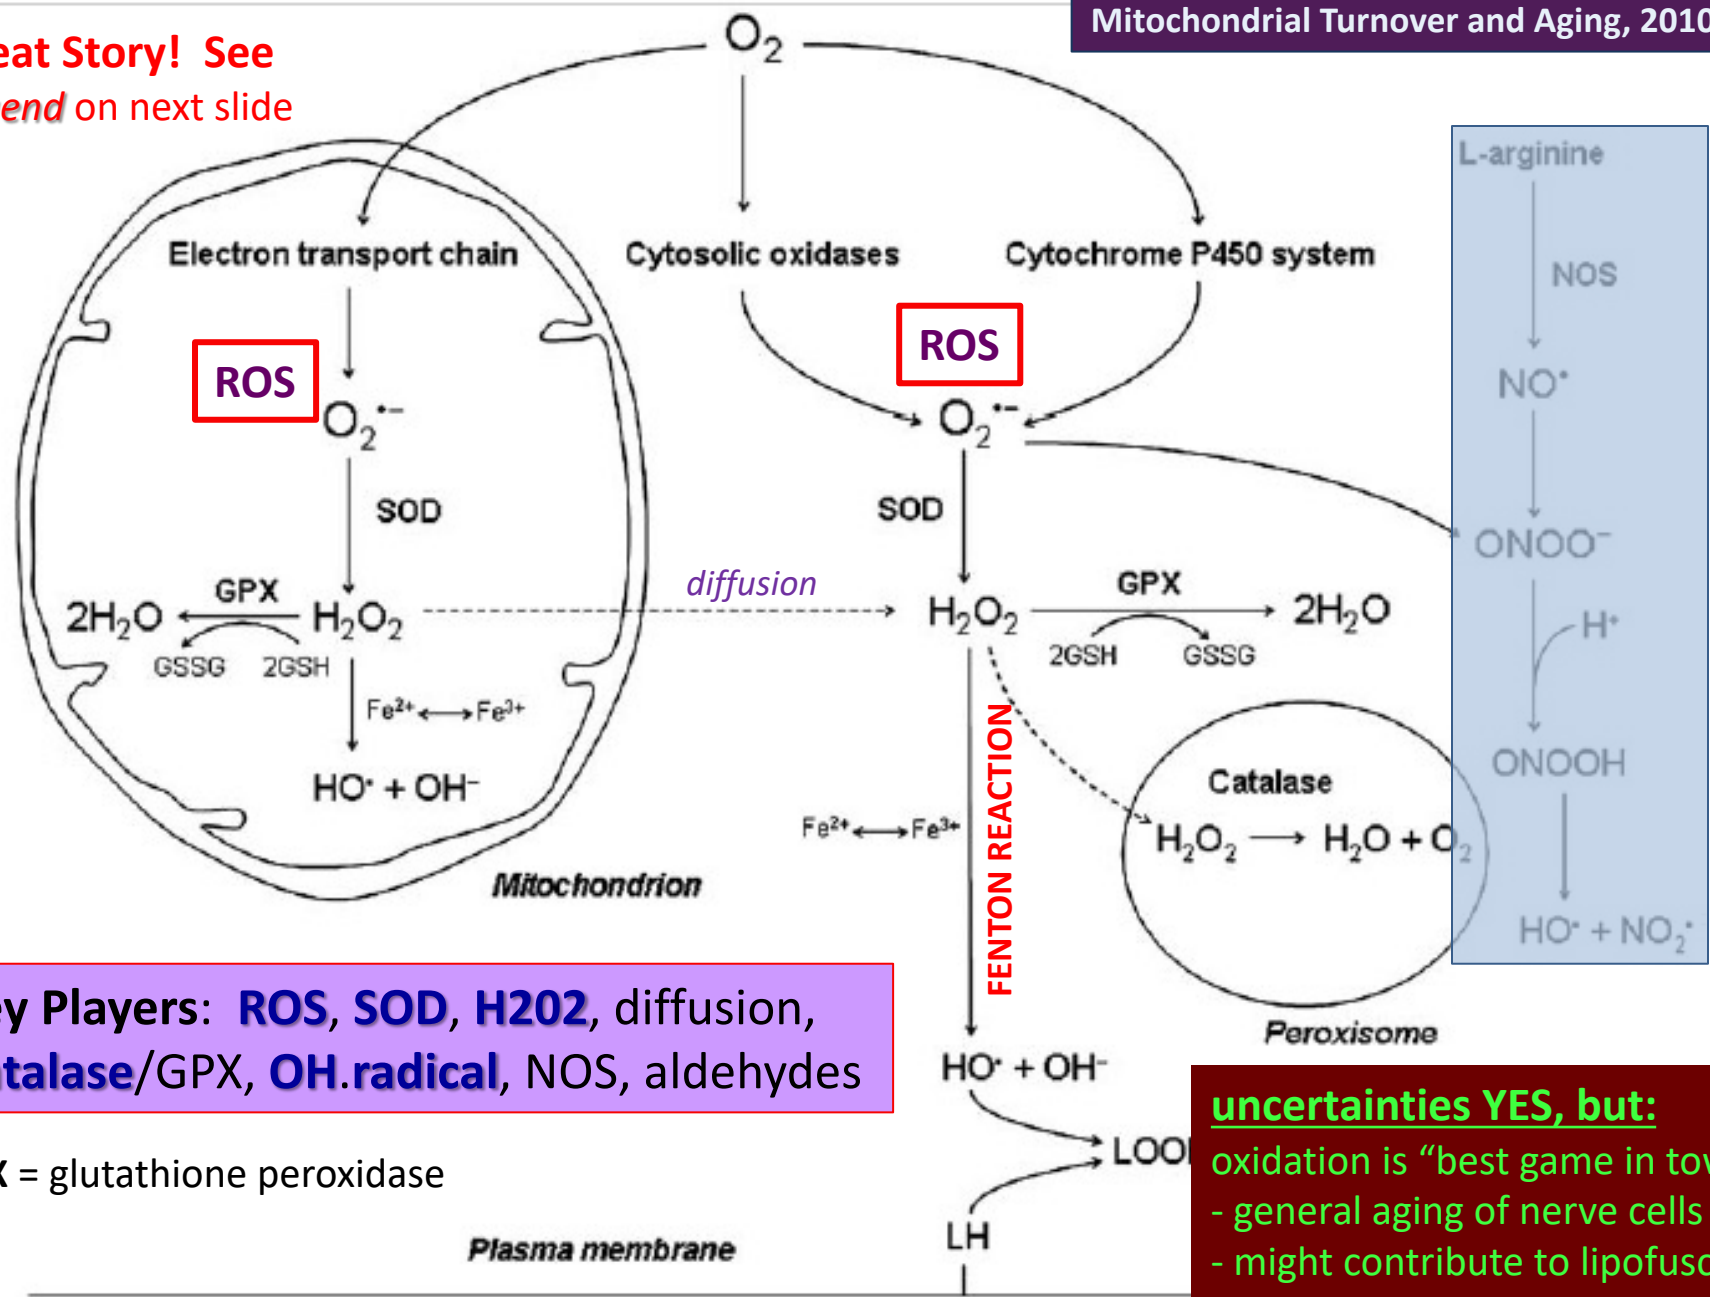 Mitochondrial Turnover and Aging, 2010
eat Story! See
end on next slide
O₂
L-arginine
Electron transport chain
Cytosolic oxidases
Cytochrome P450 system
NOS
ROS
ROS
NO•
O₂•−
O₂•−
SOD
SOD
ONOO⁻
diffusion
2H₂O
GPX
H₂O₂
H₂O₂
GPX
2H₂O
H⁺
GSSG 2GSH
2GSH GSSG
Fe²⁺ Fe³⁺
FENTON REACTION
ONOOH
Catalase
HO• + OH⁻
Fe²⁺ Fe³⁺
H₂O₂ → H₂O + O₂
Mitochondrion
HO• + NO₂•
ey Players: ROS, SOD, H202, diffusion,
atalase/GPX, OH.radical, NOS, aldehydes
Peroxisome
HO• + OH⁻
uncertainties YES, but:
LOO
oxidation is “best game in tow
X = glutathione peroxidase
- general aging of nerve cells
LH
Plasma membrane
- might contribute to lipofusc